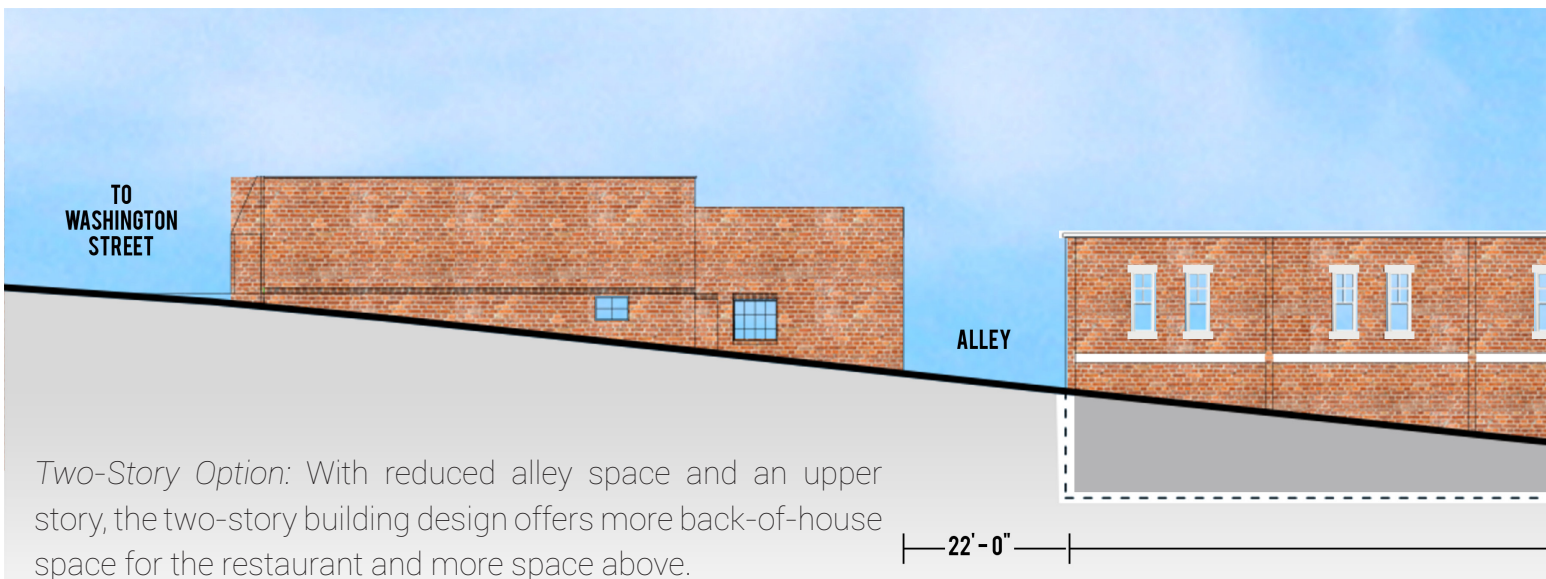 TO
WASHINGTON
STREET
ALLEY
Two-Story Option: With reduced alley space and an upper
story, the two-story building design offers more back-of-house
space for the restaurant and more space above.
22'-0"